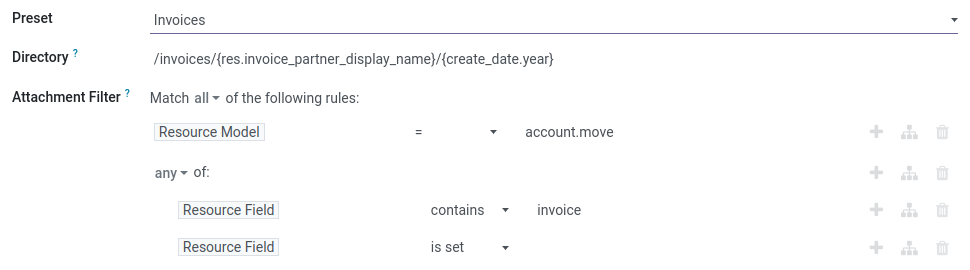 Preset Invoices
Directory ? /invoices/{res.invoice_partner_display_name}/{create_date.year}
Attachment Filter ? Match all of the following rules:
Resource Model = account.move
any of:
Resource Field contains invoice
Resource Field is set